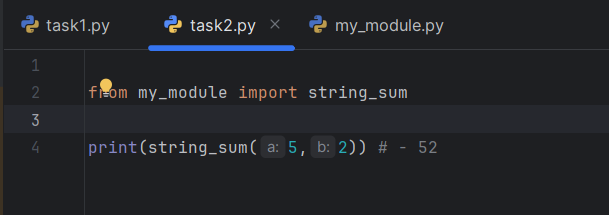 task1.py task2.py × my_module.py
1
2 from my_module import string_sum
3
4 print(string_sum( a: 5, b: 2)) # - 52